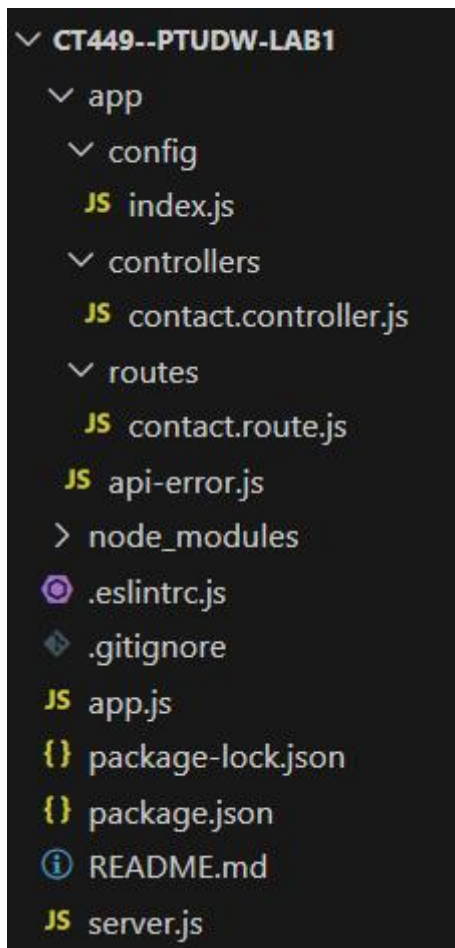 CT449--PTUDW-LAB1
app
config
JS index.js
controllers
JS contact.controller.js
routes
JS contact.route.js
JS api-error.js
node_modules
.eslintrc.js
.gitignore
JS app.js
{} package-lock.json
{} package.json
README.md
JS server.js